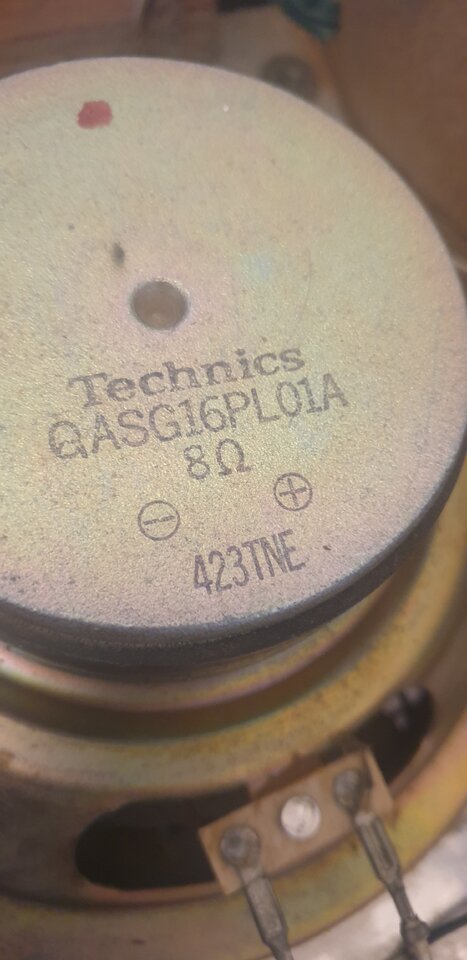 Technics
QASG16PL01A
8Ω
⊖ ⊕
423TNE